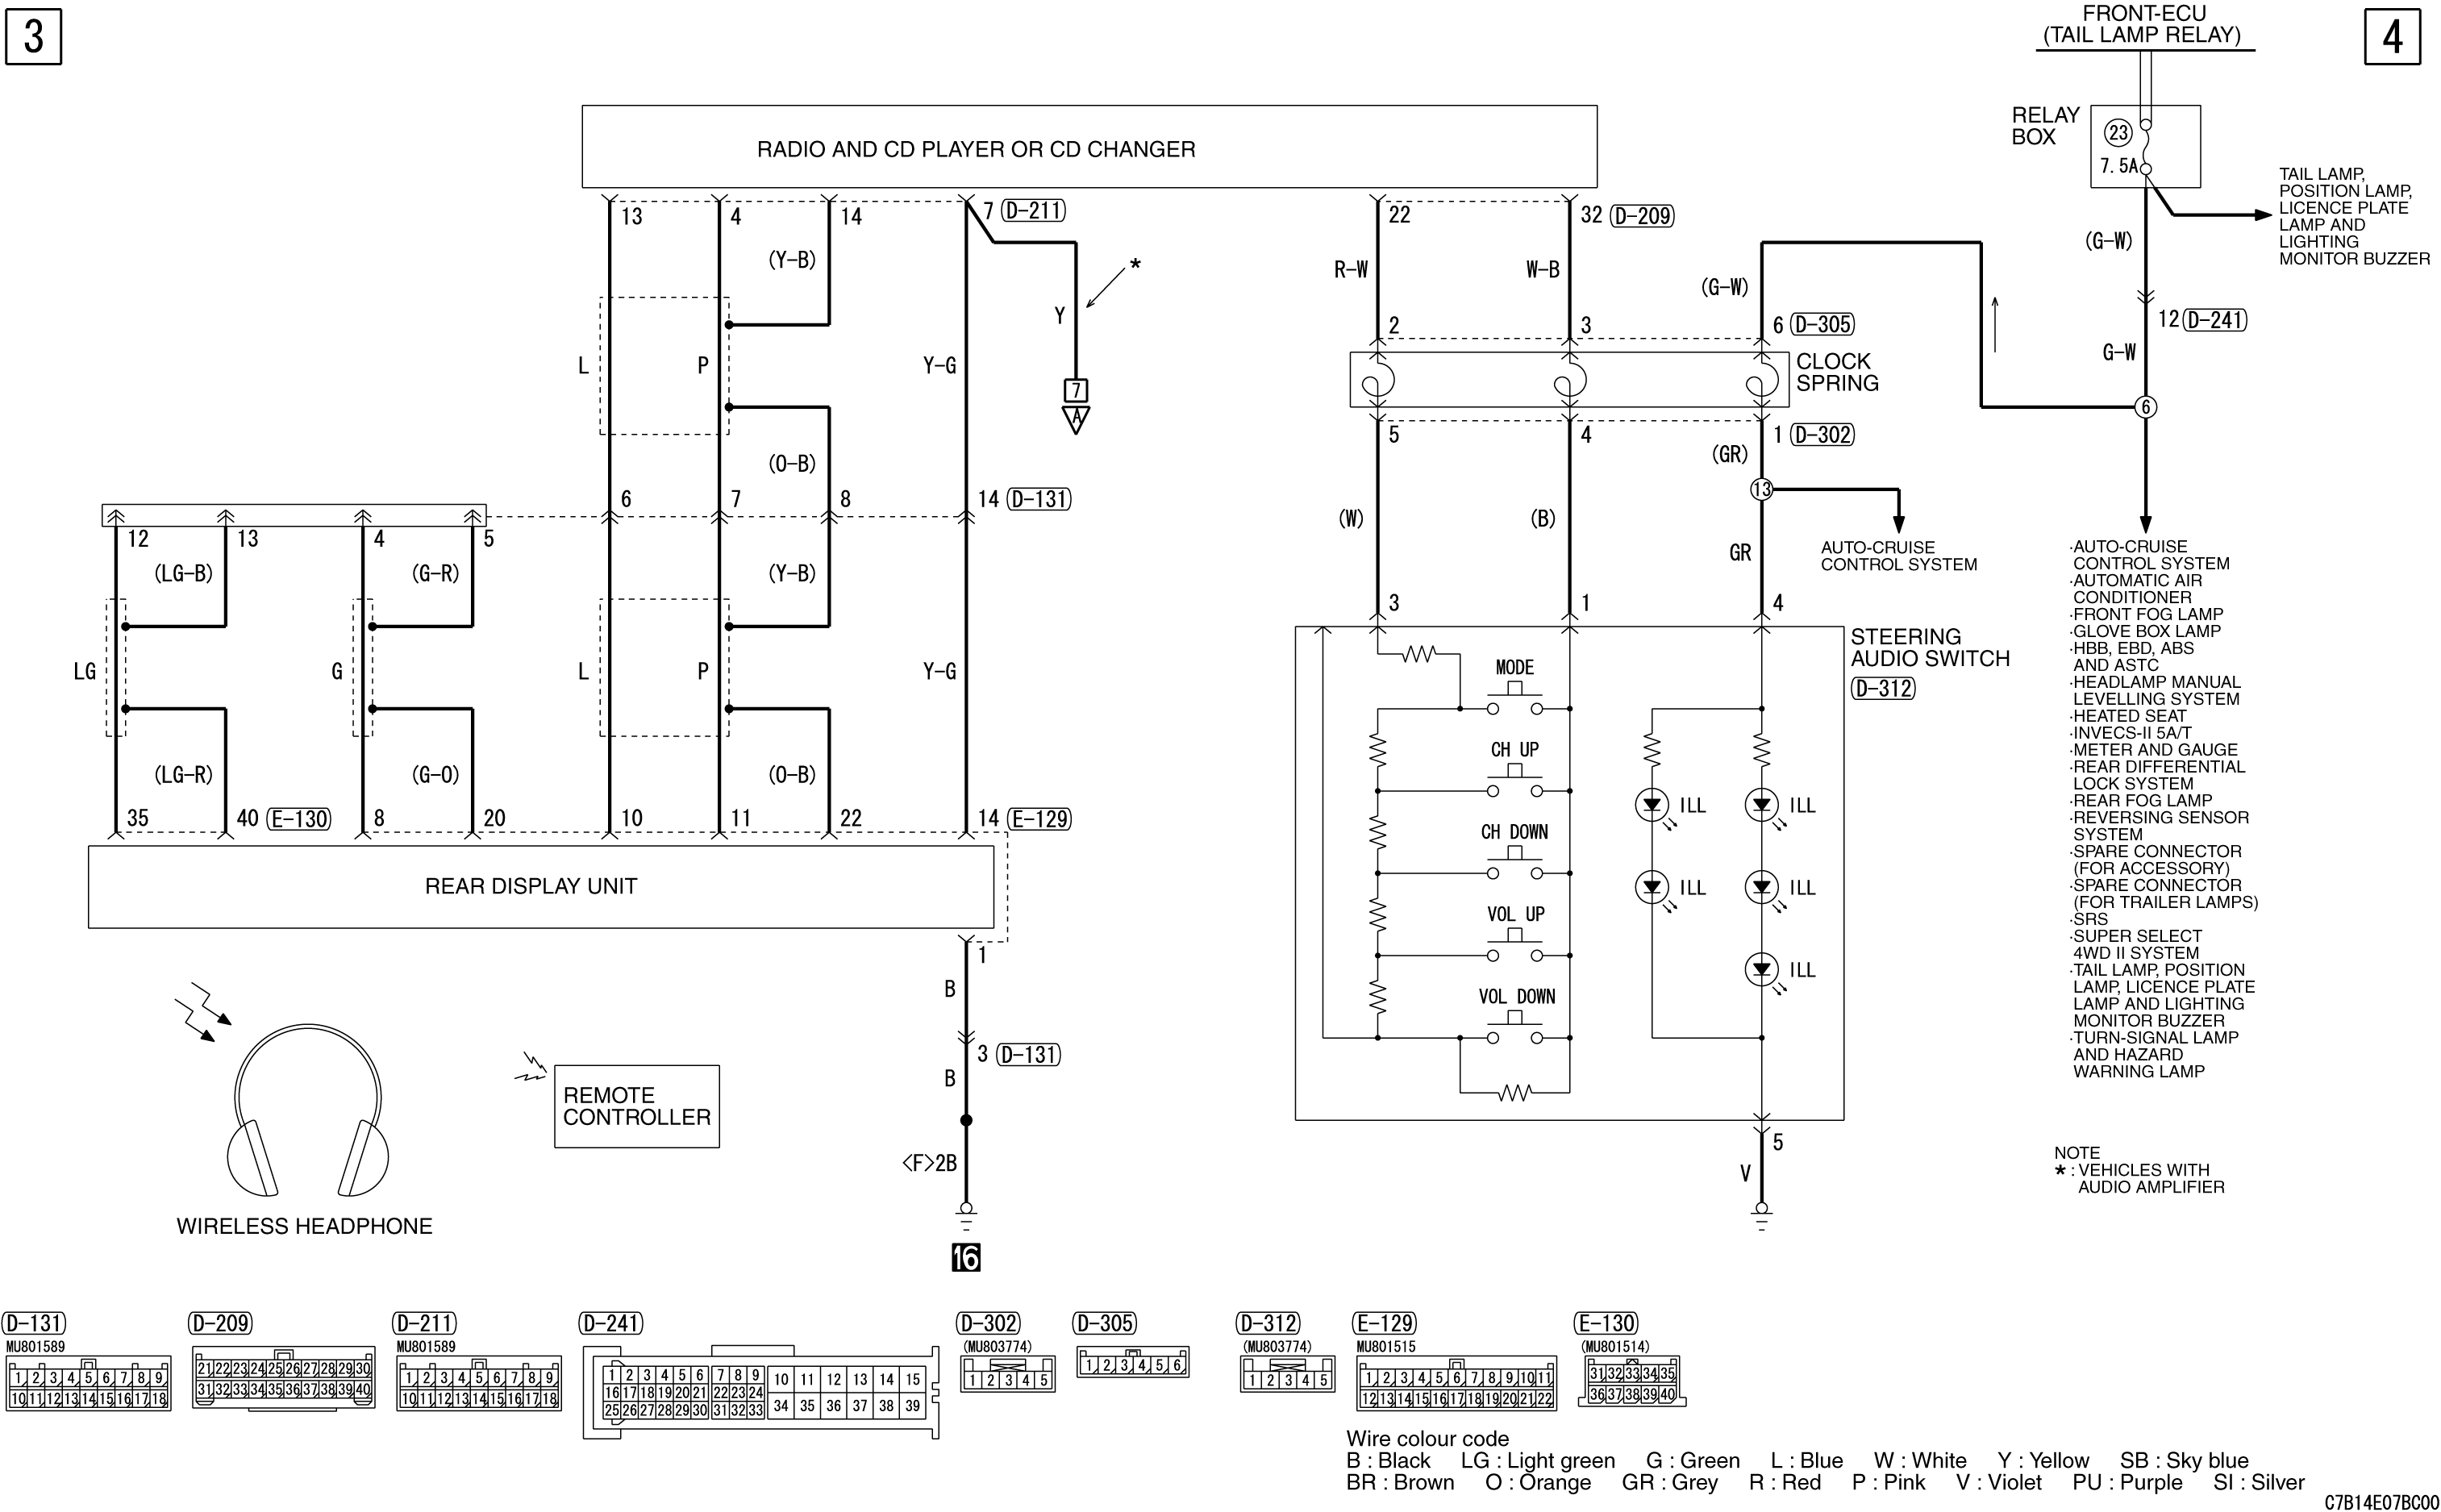 3
FRONT-ECU
(TAIL LAMP RELAY)
4
RELAY
BOX
23
7.5A
RADIO AND CD PLAYER OR CD CHANGER
TAIL LAMP,
POSITION LAMP,
LICENCE PLATE
LAMP AND
LIGHTING
MONITOR BUZZER
13
4
14
7 (D-211)
22
32 (D-209)
(G-W)
(Y-B)
*
R-W
W-B
(G-W)
Y
2
3
6 (D-305)
12 (D-241)
L
P
Y-G
G-W
CLOCK
SPRING
7
A
6
5
4
1 (D-302)
(O-B)
(GR)
6
7
8
14 (D-131)
13
(W)
(B)
12
13
4
5
AUTO-CRUISE
CONTROL SYSTEM
GR
(LG-B)
(G-R)
(Y-B)
3
1
4
LG
G
L
P
Y-G
STEERING
AUDIO SWITCH
(D-312)
MODE
CH UP
CH DOWN
VOL UP
VOL DOWN
ILL
ILL
ILL
ILL
ILL
(LG-R)
(G-O)
(O-B)
35
40 (E-130)
8
20
10
11
22
14 (E-129)
REAR DISPLAY UNIT
1
B
3 (D-131)
B
<F>2B
16
5
V
WIRELESS HEADPHONE
REMOTE
CONTROLLER
·AUTO-CRUISE
CONTROL SYSTEM
·AUTOMATIC AIR
CONDITIONER
·FRONT FOG LAMP
·GLOVE BOX LAMP
·HBB, EBD, ABS
AND ASTC
·HEADLAMP MANUAL
LEVELLING SYSTEM
·HEATED SEAT
·INVECS-II 5A/T
·METER AND GAUGE
·REAR DIFFERENTIAL
LOCK SYSTEM
·REAR FOG LAMP
·REVERSING SENSOR
SYSTEM
·SPARE CONNECTOR
(FOR ACCESSORY)
·SPARE CONNECTOR
(FOR TRAILER LAMPS)
·SRS
·SUPER SELECT
4WD II SYSTEM
·TAIL LAMP, POSITION
LAMP, LICENCE PLATE
LAMP AND LIGHTING
MONITOR BUZZER
·TURN-SIGNAL LAMP
AND HAZARD
WARNING LAMP
NOTE
* : VEHICLES WITH
AUDIO AMPLIFIER
D-131
MU801589
1 2 3 4 5 6 7 8 9
10 11 12 13 14 15 16 17 18
D-209
21 22 23 24 25 26 27 28 29 30
31 32 33 34 35 36 37 38 39 40
D-211
MU801589
1 2 3 4 5 6 7 8 9
10 11 12 13 14 15 16 17 18
D-241
1 2 3 4 5 6 7 8 9 10 11 12 13 14 15
16 17 18 19 20 21 22 23 24
25 26 27 28 29 30 31 32 33 34 35 36 37 38 39
D-302
(MU803774)
1 2 3 4 5
D-305
1 2 3 4 5 6
D-312
(MU803774)
1 2 3 4 5
E-129
MU801515
1 2 3 4 5 6 7 8 9 10 11
12 13 14 15 16 17 18 19 20 21 22
E-130
(MU801514)
31 32 33 34 35
36 37 38 39 40
Wire colour code
B : Black LG : Light green G : Green L : Blue W : White Y : Yellow SB : Sky blue
BR : Brown O : Orange GR : Grey R : Red P : Pink V : Violet PU : Purple SI : Silver
C7B14E07BC00